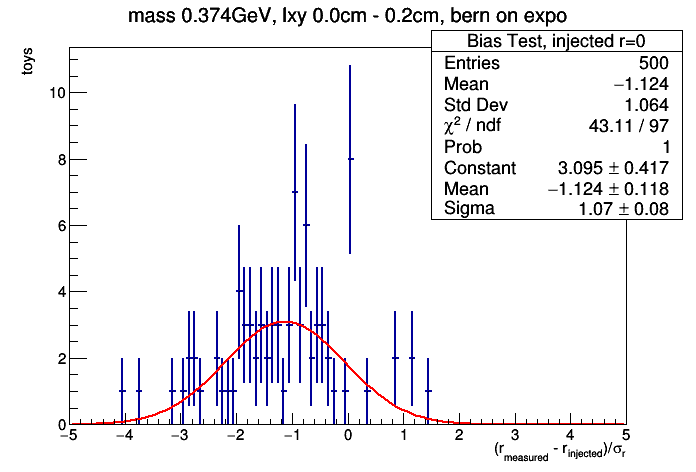 mass 0.374GeV, lxy 0.0cm - 0.2cm, bern on expo
Bias Test, injected r=0
Entries 500
Mean −1.124
Std Dev 1.064
χ2 / ndf 43.11 / 97
Prob 1
Constant 3.095 ± 0.417
Mean −1.124 ± 0.118
Sigma 1.07 ± 0.08
toys
10
8
6
4
2
0
−5 −4 −3 −2 −1 0 1 2 3 4 5
(r measured - r injected)/σr